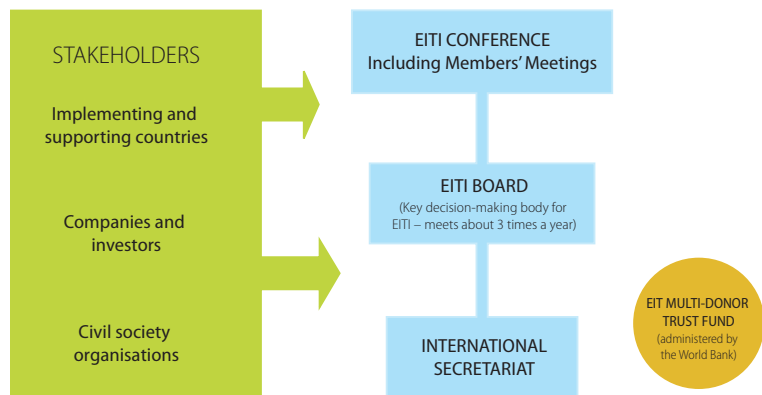 STAKEHOLDERS
Implementing and
supporting countries
Companies and
investors
Civil society
organisations
EITI CONFERENCE
Including Members’ Meetings
EITI BOARD
(Key decision-making body for
EITI – meets about 3 times a year)
INTERNATIONAL
SECRETARIAT
EIT MULTI-DONOR
TRUST FUND
(administered by
the World Bank)